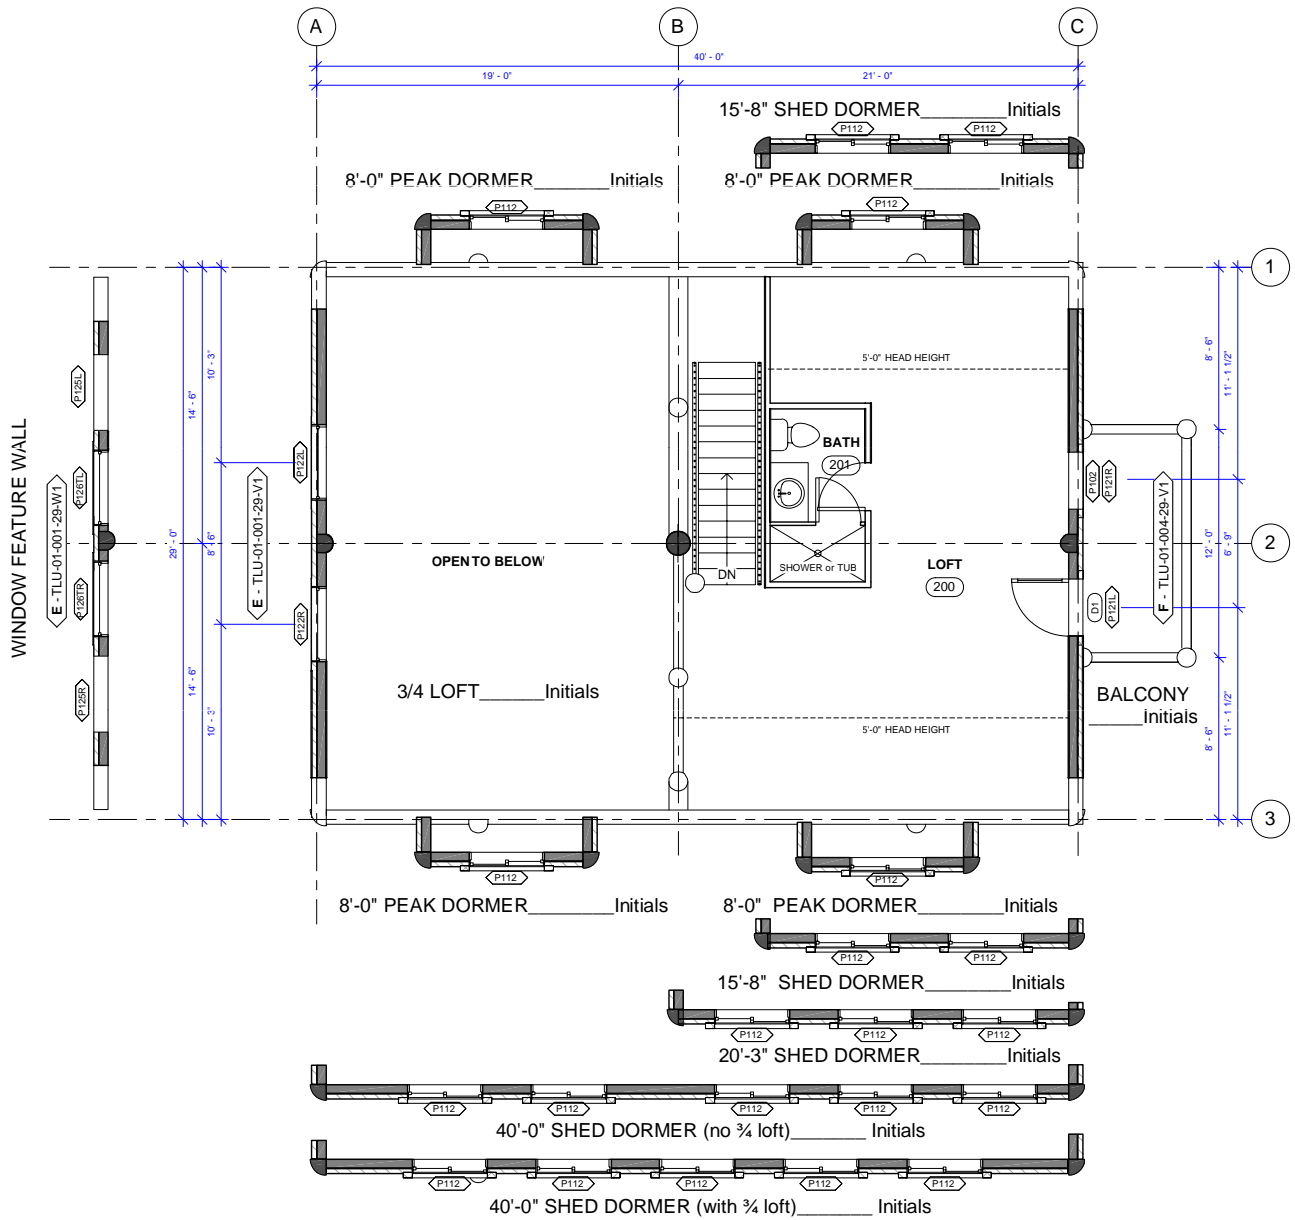 A
B
C
40' - 0"
19' - 0"
21' - 0"
15'-8" SHED DORMER________Initials
P112
P112
8'-0" PEAK DORMER_______Initials
8'-0" PEAK DORMER________Initials
P112
P112
1
5'-0" HEAD HEIGHT
10' - 3"
14' - 6"
29' - 0"
8' - 6"
14' - 6"
10' - 3"
8' - 6"
11' - 1 1/2"
12' - 0"
6' - 9"
8' - 6"
11' - 1 1/2"
P125L
P126TL
P126TR
P125R
WINDOW FEATURE WALL
E - TLU-01-001-29-W1
E - TLU-01-001-29-V1
P122L
P122R
BATH
201
P102
P121R
D1
P121L
F - TLU-01-004-29-V1
2
OPEN TO BELOW
DN
SHOWER or TUB
LOFT
200
3/4 LOFT______Initials
BALCONY
_____Initials
5'-0" HEAD HEIGHT
3
P112
P112
8'-0" PEAK DORMER________Initials
8'-0" PEAK DORMER________Initials
P112
P112
15'-8" SHED DORMER________Initials
P112
P112
P112
20'-3" SHED DORMER________Initials
P112
P112
P112
P112
P112
40'-0" SHED DORMER (no ¾ loft)_______ Initials
P112
P112
P112
P112
P112
40'-0" SHED DORMER (with ¾ loft)_______ Initials